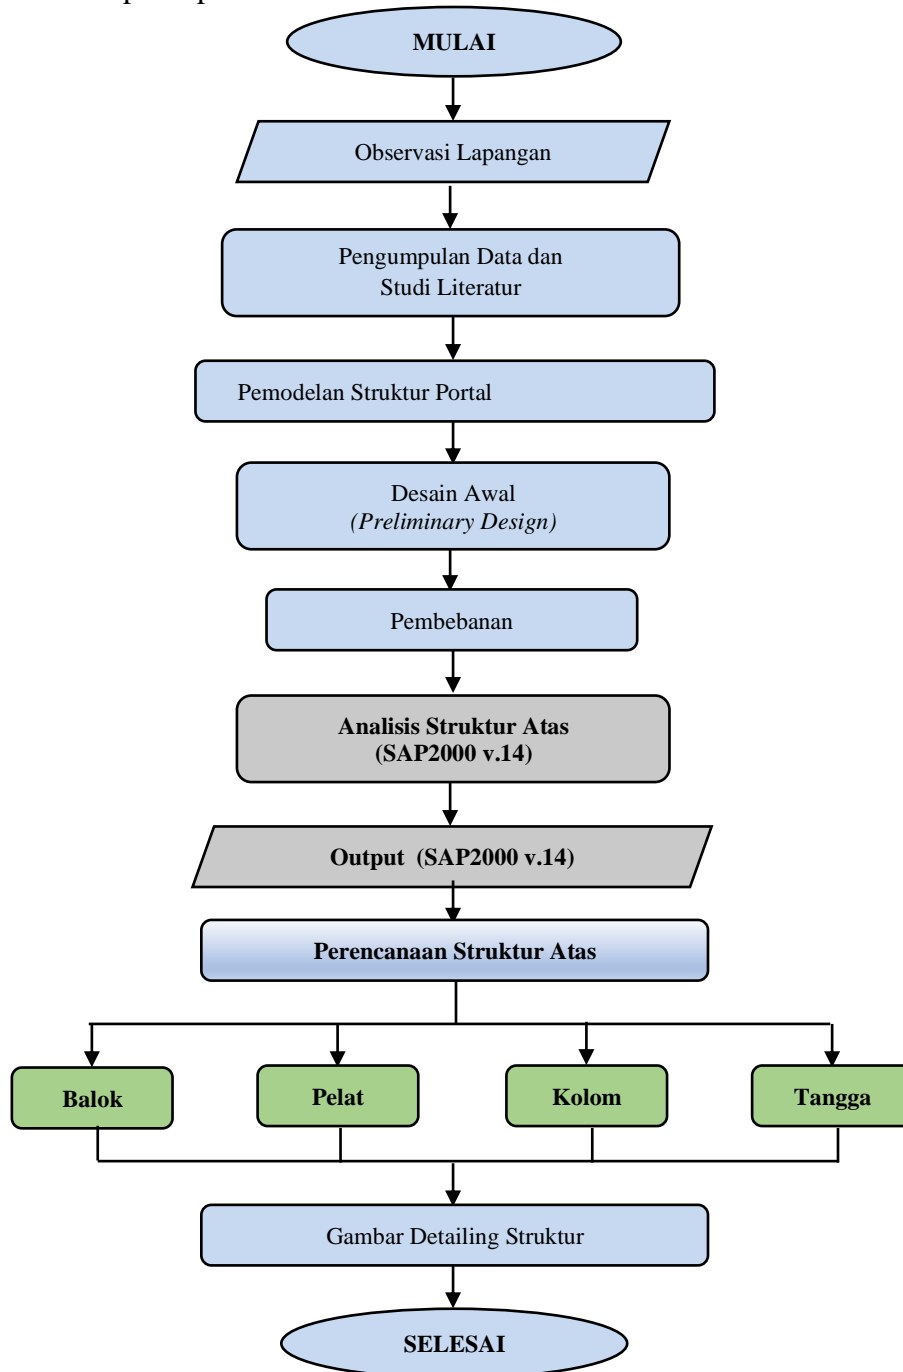 MULAI
Observasi Lapangan
Pengumpulan Data dan
Studi Literatur
Pemodelan Struktur Portal
Desain Awal
(Preliminary Design)
Pembebanan
Analisis Struktur Atas
(SAP2000 v.14)
Output (SAP2000 v.14)
Perencanaan Struktur Atas
Balok
Pelat
Kolom
Tangga
Gambar Detailing Struktur
SELESAI